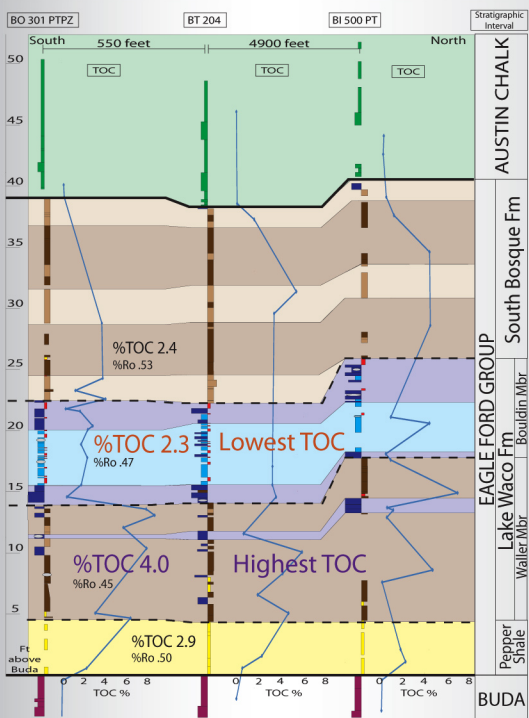 BO 301 PTPZ
BT 204
BI 500 PT
Stratigraphic
Interval
South
550 feet
4900 feet
North
TOC
TOC
TOC
50
45
40
35
30
25
20
15
10
5
Ft
above
Buda
%TOC 2.4
%Ro .53
%TOC 2.3
Lowest TOC
%Ro .47
%TOC 4.0
Highest TOC
%Ro .45
%TOC 2.9
%Ro .50
0 2 4 6 8
TOC %
0 2 4 6 8
TOC %
0 2 4 6 8
TOC %
AUSTIN CHALK
EAGLE FORD GROUP
South Bosque Fm
Lake Waco Fm
Bouldin Mbr
Waller Mbr
Pepper
Shale
BUDA